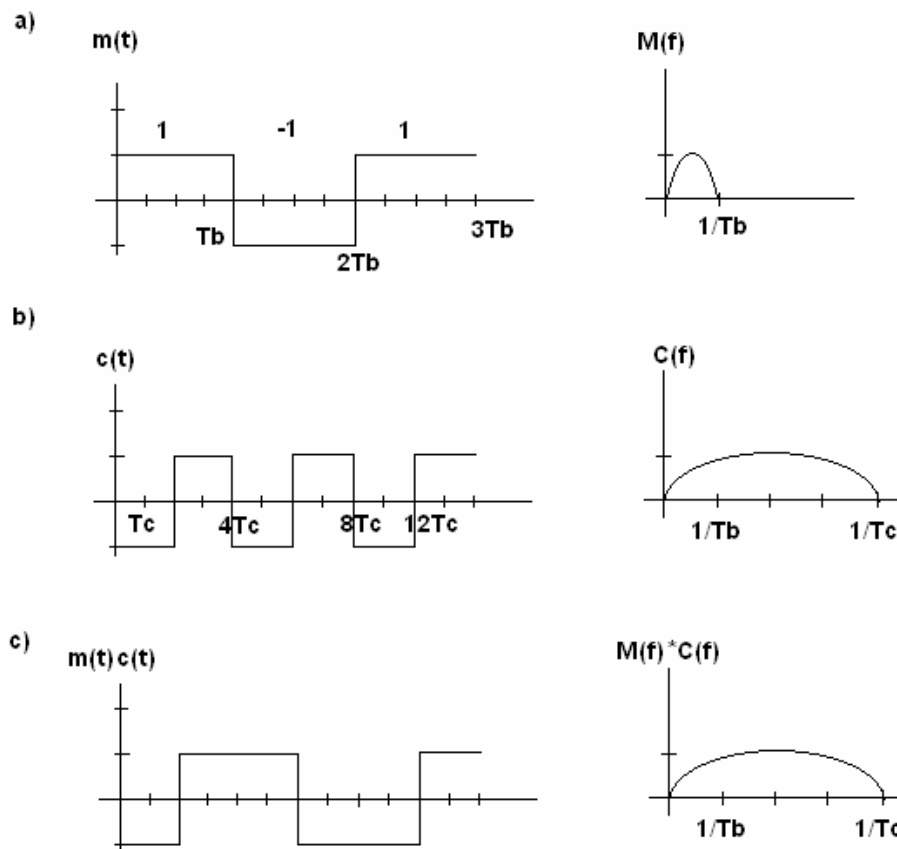 a)
m(t)
M(f)
1 -1 1
Tb
2Tb
3Tb
1/Tb
b)
c(t)
C(f)
Tc 4Tc 8Tc 12Tc
1/Tb 1/Tc
c)
m(t)c(t)
M(f)*C(f)
1/Tb 1/Tc